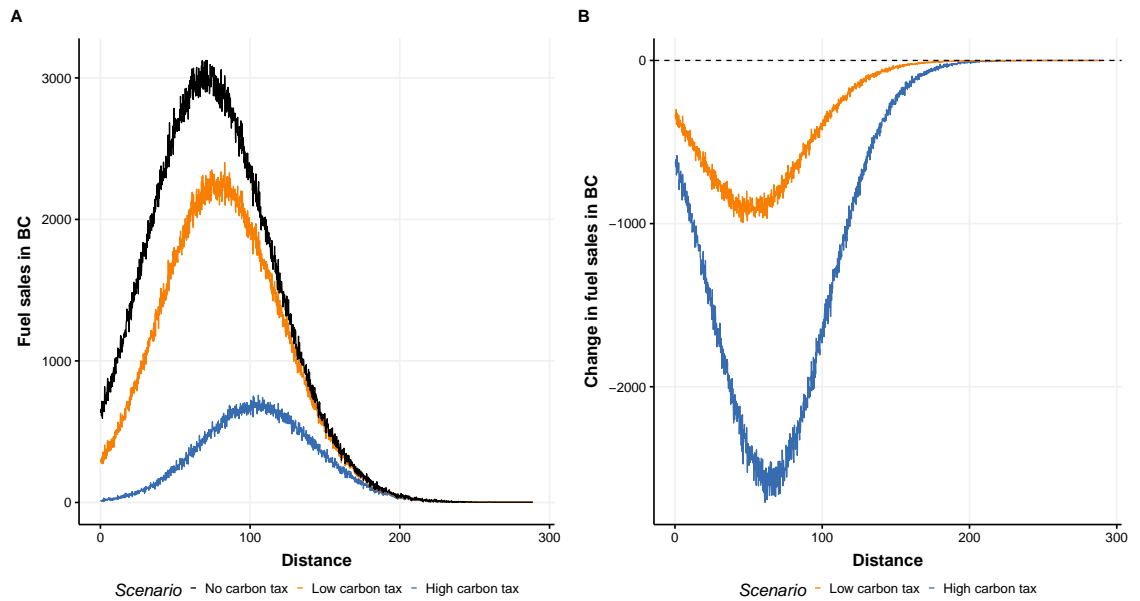 A
Fuel sales in BC
3000
2000
1000
0
0 100 200 300
Distance
Scenario No carbon tax Low carbon tax High carbon tax
B
Change in fuel sales in BC
0
−1000
−2000
0 100 200 300
Distance
Scenario Low carbon tax High carbon tax